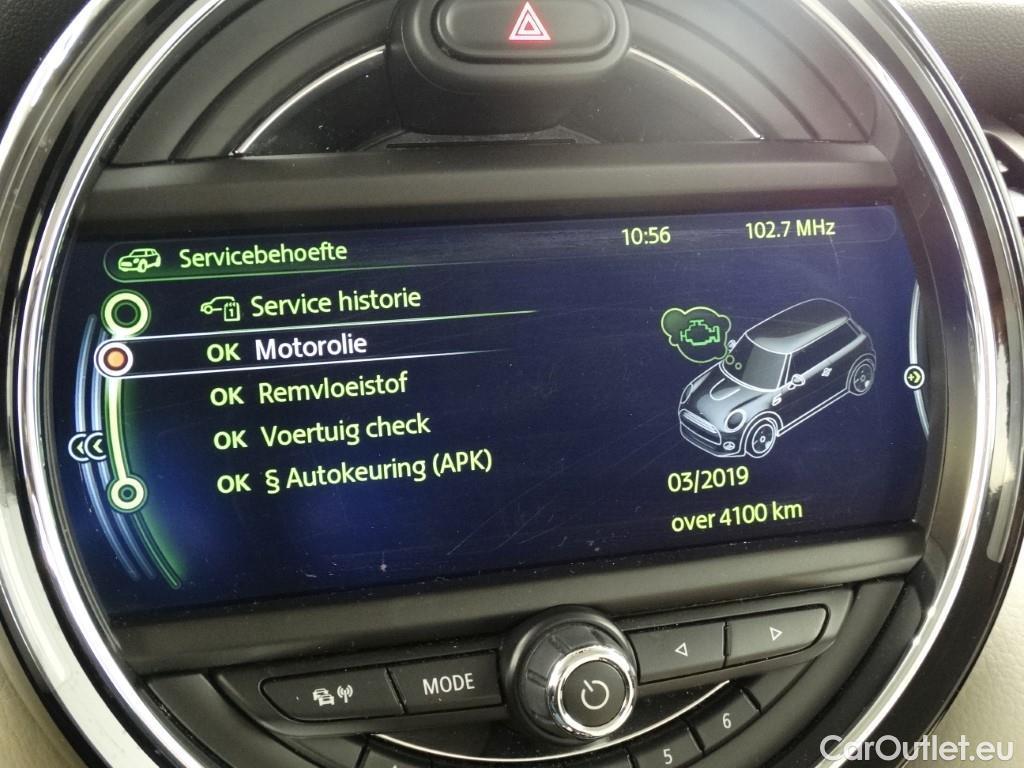 Servicebehoefte
10:56
102.7 MHz
Service historie
OK Motorolie
OK Remvloeistof
OK Voertuig check
OK § Autokeuring (APK)
03/2019
over 4100 km
MODE
5
6
CarOutlet.eu